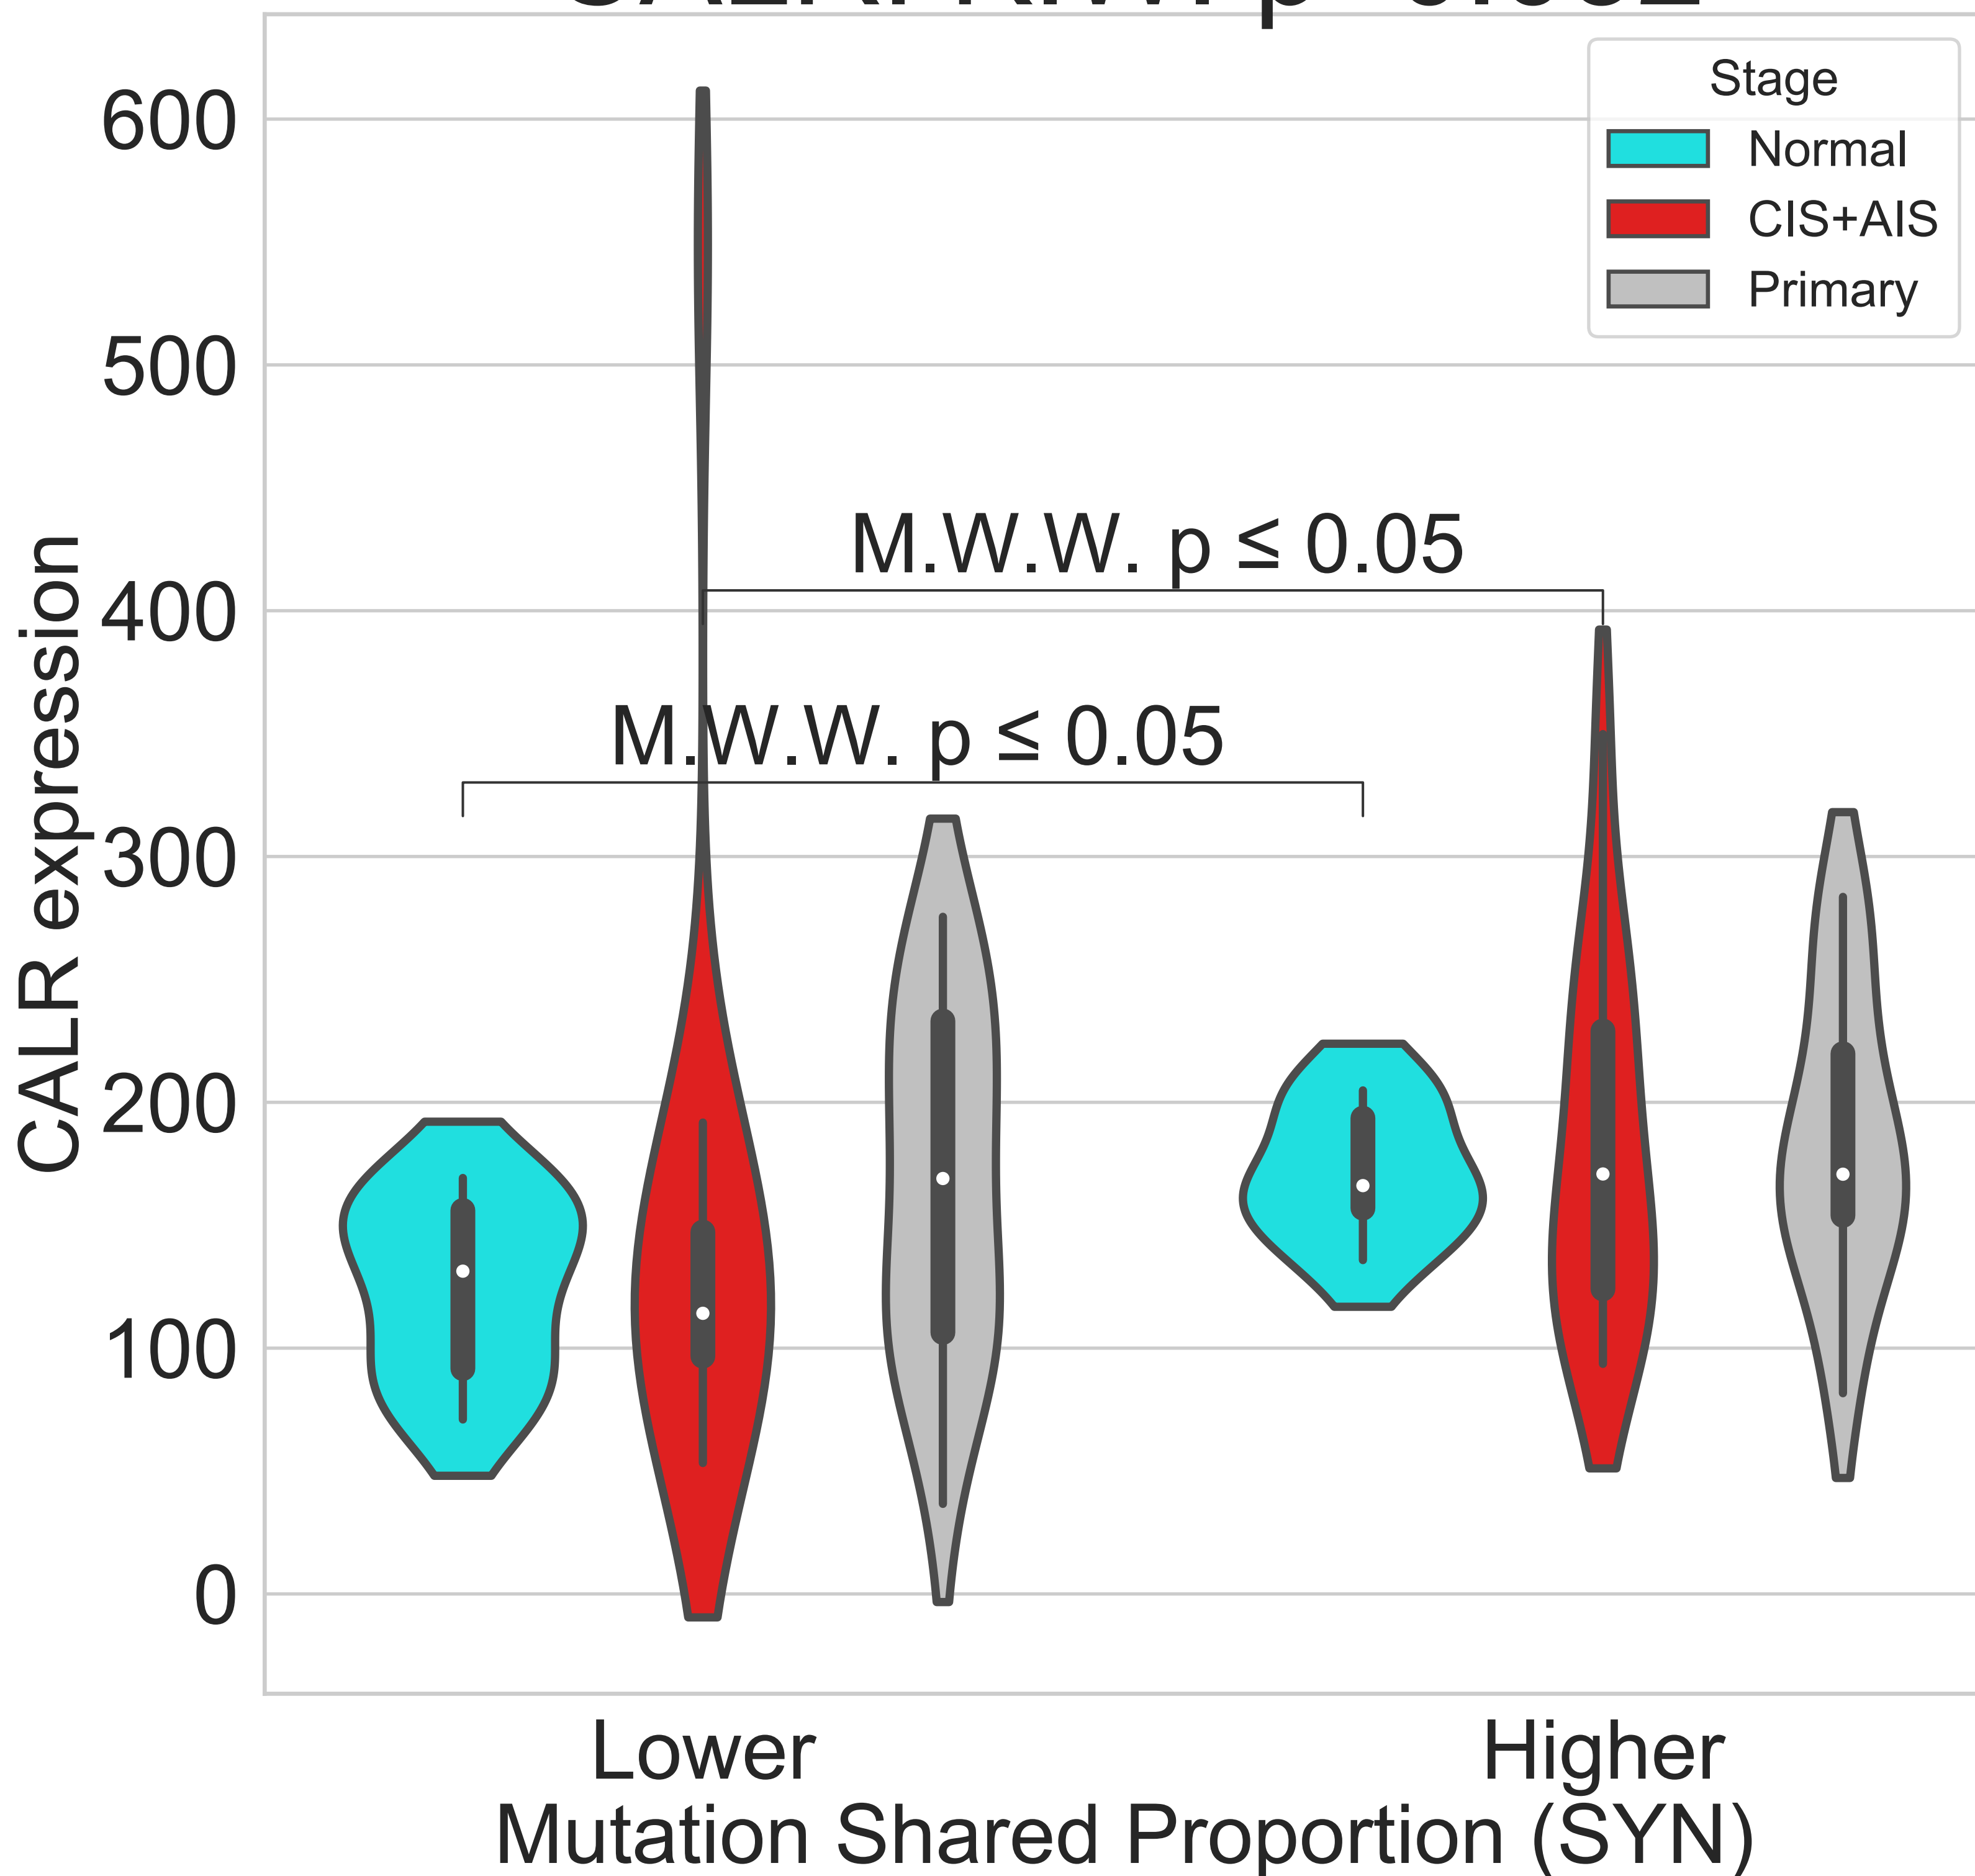 Stage
Normal
CIS+AIS
Primary
600
500
400
300
200
100
0
CALR expression
M.W.W. p ≤ 0.05
M.W.W. p ≤ 0.05
Lower
Higher
Mutation Shared Proportion (SYN)